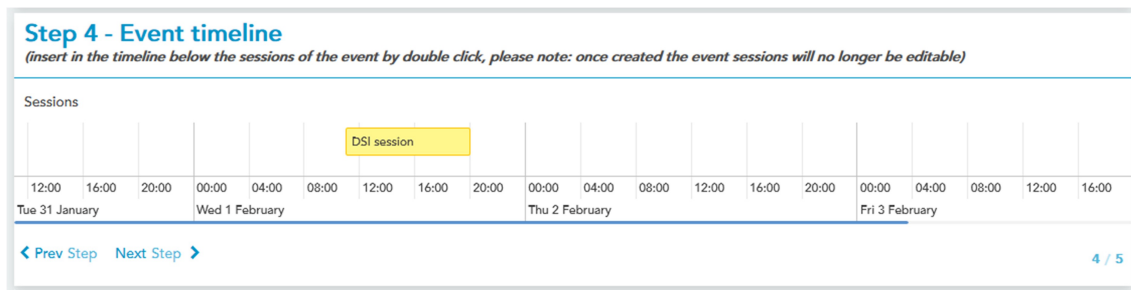 Step 4 - Event timeline
(insert in the timeline below the sessions of the event by double click, please note: once created the event sessions will no longer be editable)
Sessions
DSI session
12:00 16:00 20:00 00:00 04:00 08:00 12:00 16:00 20:00 00:00 04:00 08:00 12:00 16:00 20:00 00:00 04:00 08:00 12:00 16:00
Tue 31 January Wed 1 February Thu 2 February Fri 3 February
Prev Step Next Step
4 / 5